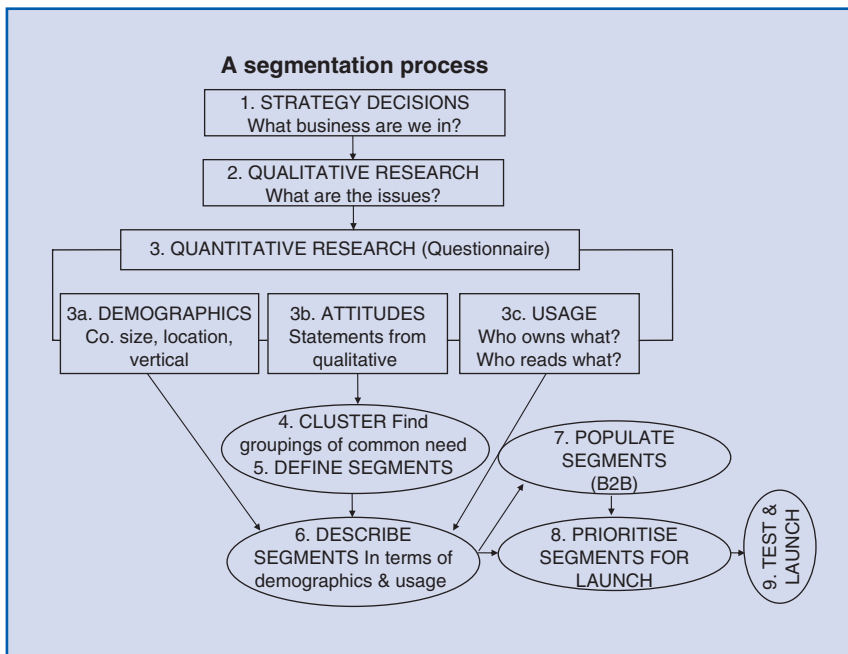 A segmentation process
1. STRATEGY DECISIONS
What business are we in?
2. QUALITATIVE RESEARCH
What are the issues?
3. QUANTITATIVE RESEARCH (Questionnaire)
3a. DEMOGRAPHICS
Co. size, location,
vertical
3b. ATTITUDES
Statements from
qualitative
3c. USAGE
Who owns what?
Who reads what?
4. CLUSTER Find
groupings of common need
5. DEFINE SEGMENTS
6. DESCRIBE
SEGMENTS In terms of
demographics & usage
7. POPULATE
SEGMENTS
(B2B)
8. PRIORITISE
SEGMENTS FOR
LAUNCH
9. TEST &
LAUNCH